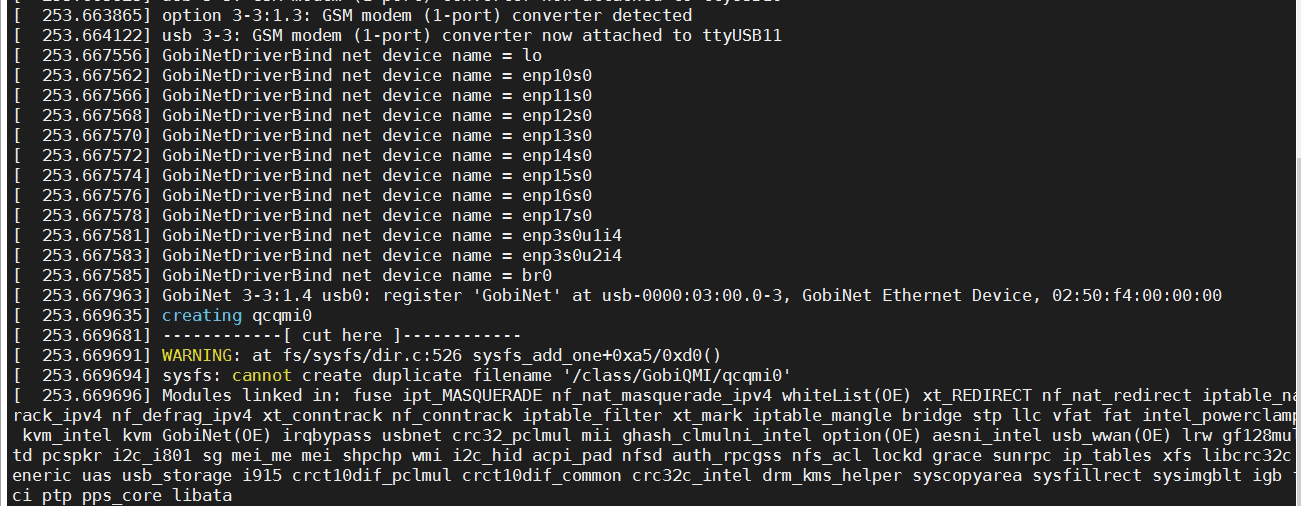 [  253.663865] option 3-3:1.3: GSM modem (1-port) converter detected
[  253.664122] usb 3-3: GSM modem (1-port) converter now attached to ttyUSB11
[  253.667556] GobiNetDriverBind net device name = lo
[  253.667562] GobiNetDriverBind net device name = enp10s0
[  253.667566] GobiNetDriverBind net device name = enp11s0
[  253.667568] GobiNetDriverBind net device name = enp12s0
[  253.667570] GobiNetDriverBind net device name = enp13s0
[  253.667572] GobiNetDriverBind net device name = enp14s0
[  253.667574] GobiNetDriverBind net device name = enp15s0
[  253.667576] GobiNetDriverBind net device name = enp16s0
[  253.667578] GobiNetDriverBind net device name = enp17s0
[  253.667581] GobiNetDriverBind net device name = enp3s0u1i4
[  253.667583] GobiNetDriverBind net device name = enp3s0u2i4
[  253.667585] GobiNetDriverBind net device name = br0
[  253.667963] GobiNet 3-3:1.4 usb0: register 'GobiNet' at usb-0000:03:00.0-3, GobiNet Ethernet Device, 02:50:f4:00:00:00
[  253.669635] creating qcqmi0
[  253.669681] ------------[ cut here ]------------
[  253.669691] WARNING: at fs/sysfs/dir.c:526 sysfs_add_one+0xa5/0xd0()
[  253.669694] sysfs: cannot create duplicate filename '/class/GobiQMI/qcqmi0'
[  253.669696] Modules linked in: fuse ipt_MASQUERADE nf_nat_masquerade_ipv4 whiteList(OE) xt_REDIRECT nf_nat_redirect iptable_na
rack_ipv4 nf_defrag_ipv4 xt_conntrack nf_conntrack iptable_filter xt_mark iptable_mangle bridge stp llc vfat fat intel_powerclamp
kvm_intel kvm GobiNet(OE) irqbypass usbnet crc32_pclmul mii ghash_clmulni_intel option(OE) aesni_intel usb_wwan(OE) lrw gf128mul
td pcspkr i2c_i801 sg mei_me mei shpchp wmi i2c_hid acpi_pad nfsd auth_rpcgss nfs_acl lockd grace sunrpc ip_tables xfs libcrc32c
eneric uas usb_storage i915 crct10dif_pclmul crct10dif_common crc32c_intel drm_kms_helper syscopyarea sysfillrect sysimgblt igb
ci ptp pps_core libata